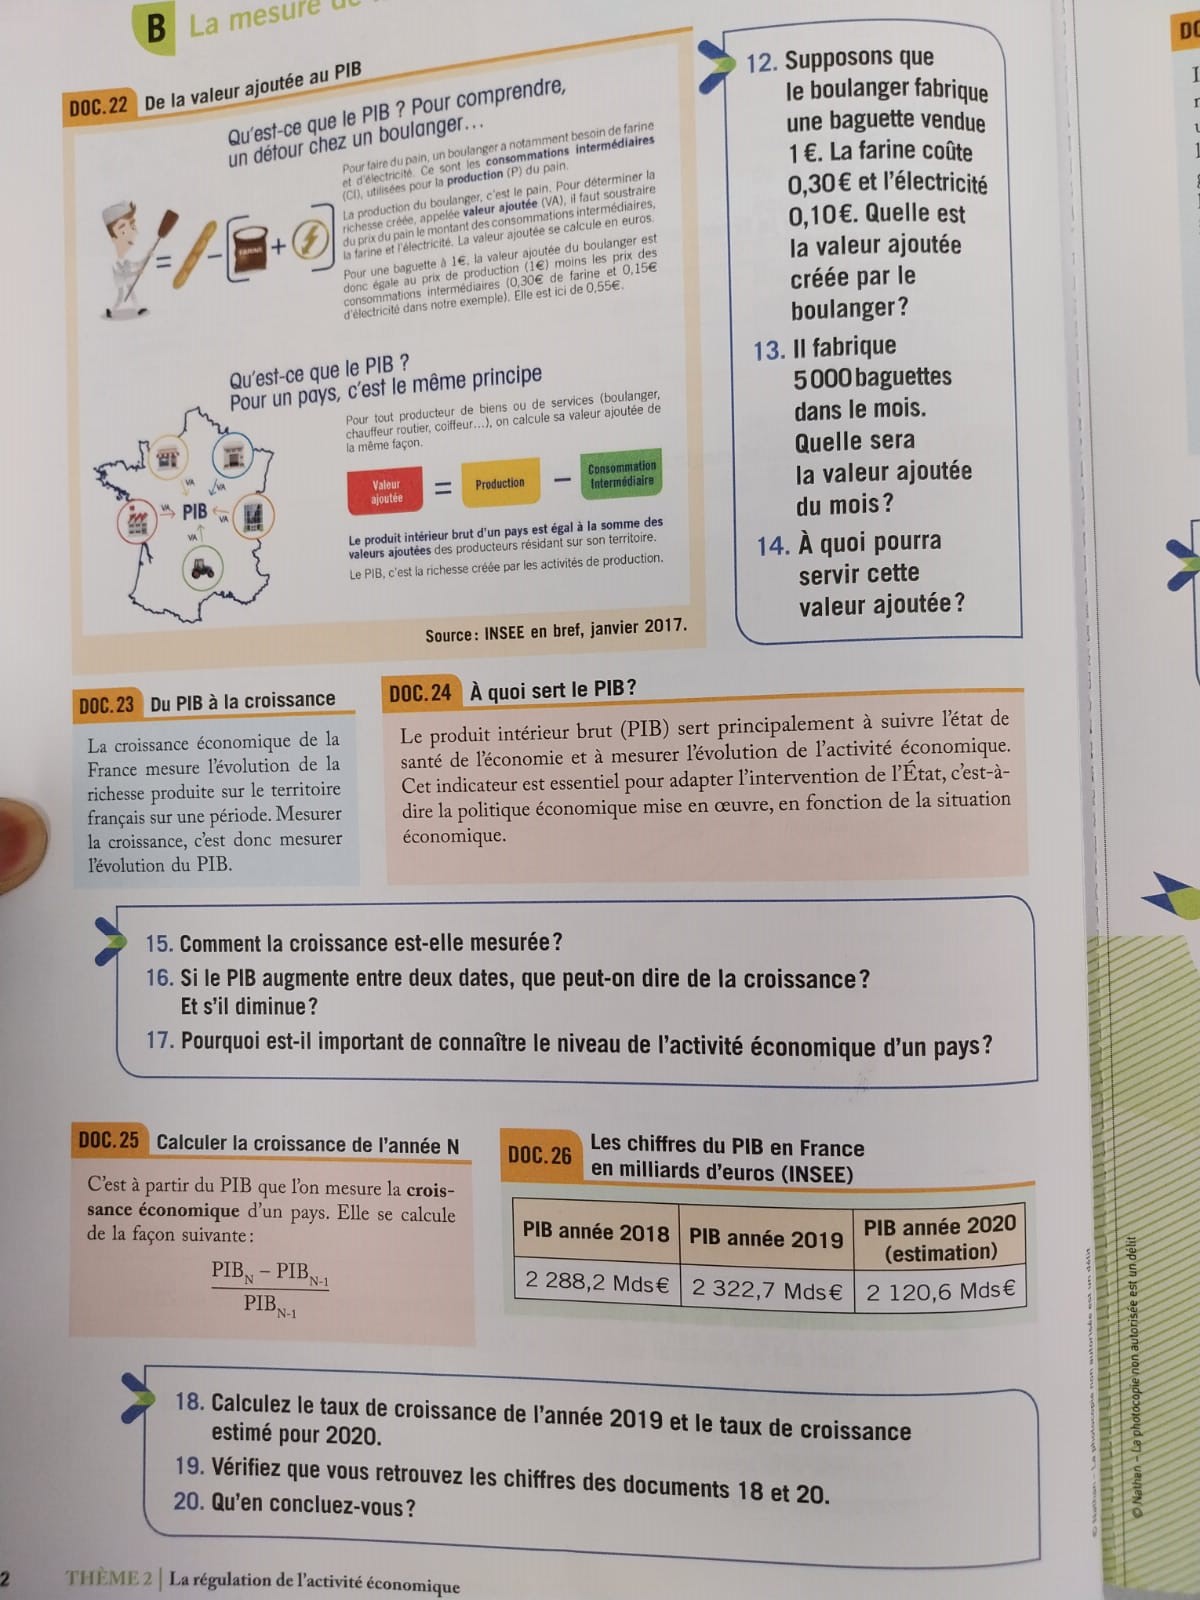 B La mesure
DOC.22 De la valeur ajoutée au PIB
Qu'est-ce que le PIB ? Pour comprendre,
un détour chez un boulanger...
Pour faire du pain, un boulanger a notamment besoin de farine
et d'électricité. Ce sont les consommations intermédiaires
(CI), utilisées pour la production (P) du pain.
La production du boulanger, c'est le pain. Pour déterminer la
richesse créée, appelée valeur ajoutée (VA), il faut soustraire
du prix du pain le montant des consommations intermédiaires,
la farine et l'électricité. La valeur ajoutée se calcule en euros.
Pour une baguette à 1€, la valeur ajoutée du boulanger est
donc égale au prix de production (1€) moins les prix des
consommations intermédiaires (0,30€ de farine et 0,15€
d'électricité dans notre exemple). Elle est ici de 0,55€.
= - [FARINE + ]
Qu'est-ce que le PIB ?
Pour un pays, c'est le même principe
Pour tout producteur de biens ou de services (boulanger,
chauffeur routier, coiffeur...), on calcule sa valeur ajoutée de
la même façon.
VA
VA
VA
PIB
VA
VA
Valeur
ajoutée
=
Production
−
Consommation
Intermédiaire
Le produit intérieur brut d'un pays est égal à la somme des
valeurs ajoutées des producteurs résidant sur son territoire.
Le PIB, c'est la richesse créée par les activités de production.
Source : INSEE en bref, janvier 2017.
12. Supposons que
le boulanger fabrique
une baguette vendue
1 €. La farine coûte
0,30 € et l'électricité
0,10 €. Quelle est
la valeur ajoutée
créée par le
boulanger ?
13. Il fabrique
5 000 baguettes
dans le mois.
Quelle sera
la valeur ajoutée
du mois ?
14. À quoi pourra
servir cette
valeur ajoutée ?
DOC.23 Du PIB à la croissance
La croissance économique de la
France mesure l'évolution de la
richesse produite sur le territoire
français sur une période. Mesurer
la croissance, c'est donc mesurer
l'évolution du PIB.
DOC.24 À quoi sert le PIB ?
Le produit intérieur brut (PIB) sert principalement à suivre l'état de
santé de l'économie et à mesurer l'évolution de l'activité économique.
Cet indicateur est essentiel pour adapter l'intervention de l'État, c'est-à-
dire la politique économique mise en œuvre, en fonction de la situation
économique.
15. Comment la croissance est-elle mesurée ?
16. Si le PIB augmente entre deux dates, que peut-on dire de la croissance ?
Et s'il diminue ?
17. Pourquoi est-il important de connaître le niveau de l'activité économique d'un pays ?
DOC.25 Calculer la croissance de l'année N
C'est à partir du PIB que l'on mesure la crois-
sance économique d'un pays. Elle se calcule
de la façon suivante :
PIB N – PIB N-1
PIB N-1
DOC.26 Les chiffres du PIB en France
en milliards d'euros (INSEE)
PIB année 2018 PIB année 2019 PIB année 2020
(estimation)
2 288,2 Mds€ 2 322,7 Mds€ 2 120,6 Mds€
18. Calculez le taux de croissance de l'année 2019 et le taux de croissance
estimé pour 2020.
19. Vérifiez que vous retrouvez les chiffres des documents 18 et 20.
20. Qu'en concluez-vous ?
2 THÈME 2 | La régulation de l'activité économique
© Nathan – La photocopie non autorisée est un délit
© Nathan – La photocopie non autorisée est un délit
DO